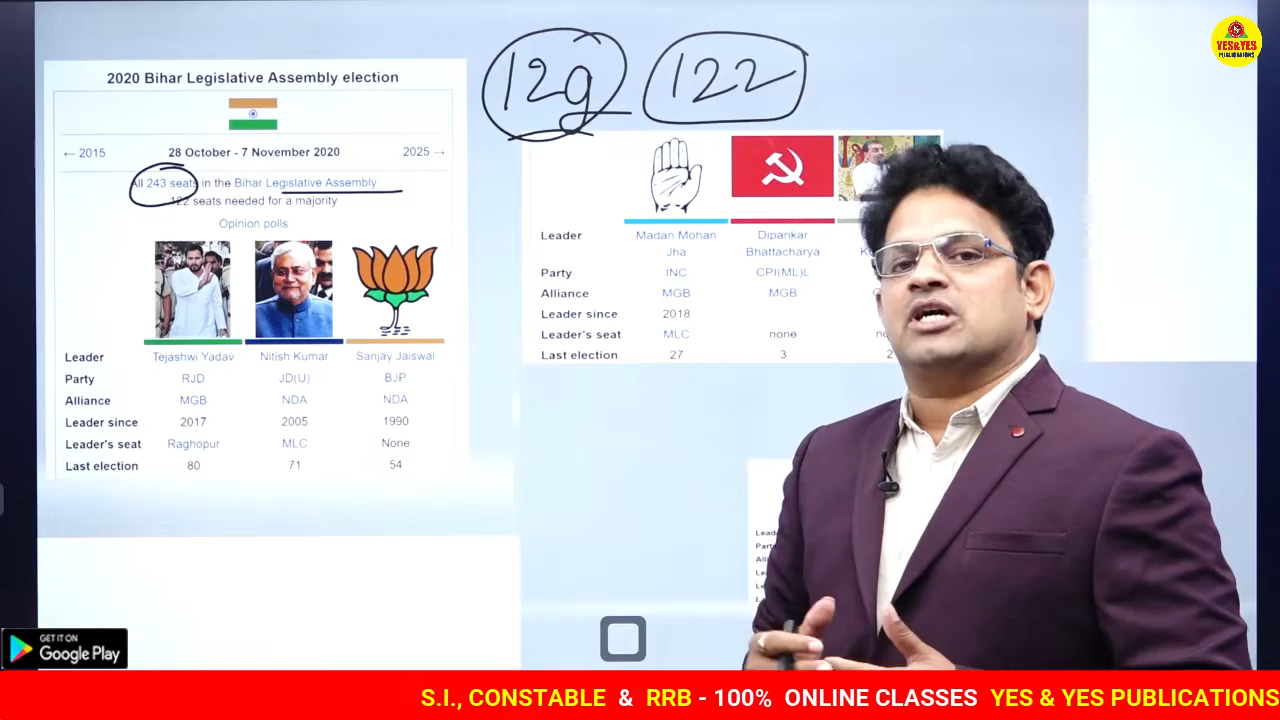 2020 Bihar Legislative Assembly election
← 2015 28 October - 7 November 2020 2025 →
All 243 seats in the Bihar Legislative Assembly
122 seats needed for a majority
Opinion polls
Leader Tejashwi Yadav Nitish Kumar Sanjay Jaiswal
Party RJD JD(U) BJP
Alliance MGB NDA NDA
Leader since 2017 2005 1990
Leader's seat Raghopur MLC None
Last election 80 71 54
122
Leader Madan Mohan Jha Dipankar Bhattacharya
Party INC CPI(ML)L
Alliance MGB MGB
Leader since 2018
Leader's seat MLC none
Last election 27 3 2
YES&YES
PUBLICATIONS
GET IT ON
Google Play
S.I., CONSTABLE & RRB - 100% ONLINE CLASSES YES & YES PUBLICATIONS